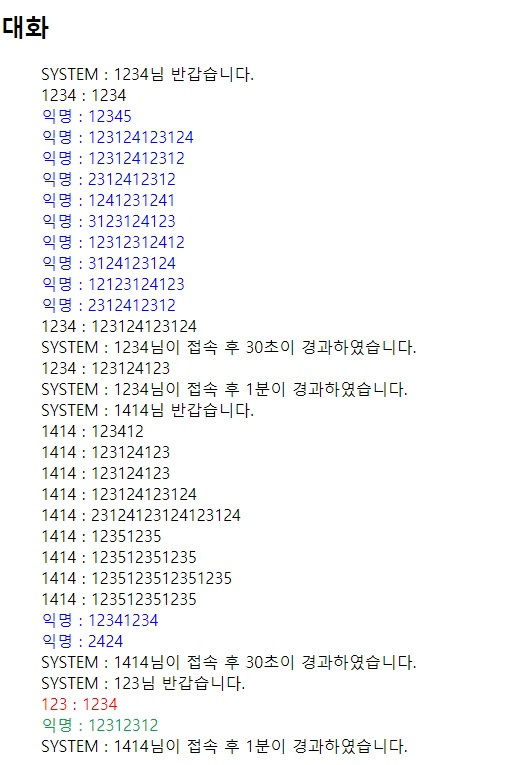 대화
SYSTEM : 1234님 반갑습니다.
1234 : 1234
익명 : 12345
익명 : 123124123124
익명 : 12312412312
익명 : 2312412312
익명 : 1241231241
익명 : 3123124123
익명 : 12312312412
익명 : 3124123124
익명 : 12123124123
익명 : 2312412312
1234 : 123124123124
SYSTEM : 1234님이 접속 후 30초이 경과하였습니다.
1234 : 123124123
SYSTEM : 1234님이 접속 후 1분이 경과하였습니다.
SYSTEM : 1414님 반갑습니다.
1414 : 123412
1414 : 123124123
1414 : 123124123
1414 : 123124123124
1414 : 23124123124123124
1414 : 12351235
1414 : 123512351235
1414 : 1235123512351235
1414 : 123512351235
익명 : 12341234
익명 : 2424
SYSTEM : 1414님이 접속 후 30초이 경과하였습니다.
SYSTEM : 123님 반갑습니다.
123 : 1234
익명 : 12312312
SYSTEM : 1414님이 접속 후 1분이 경과하였습니다.